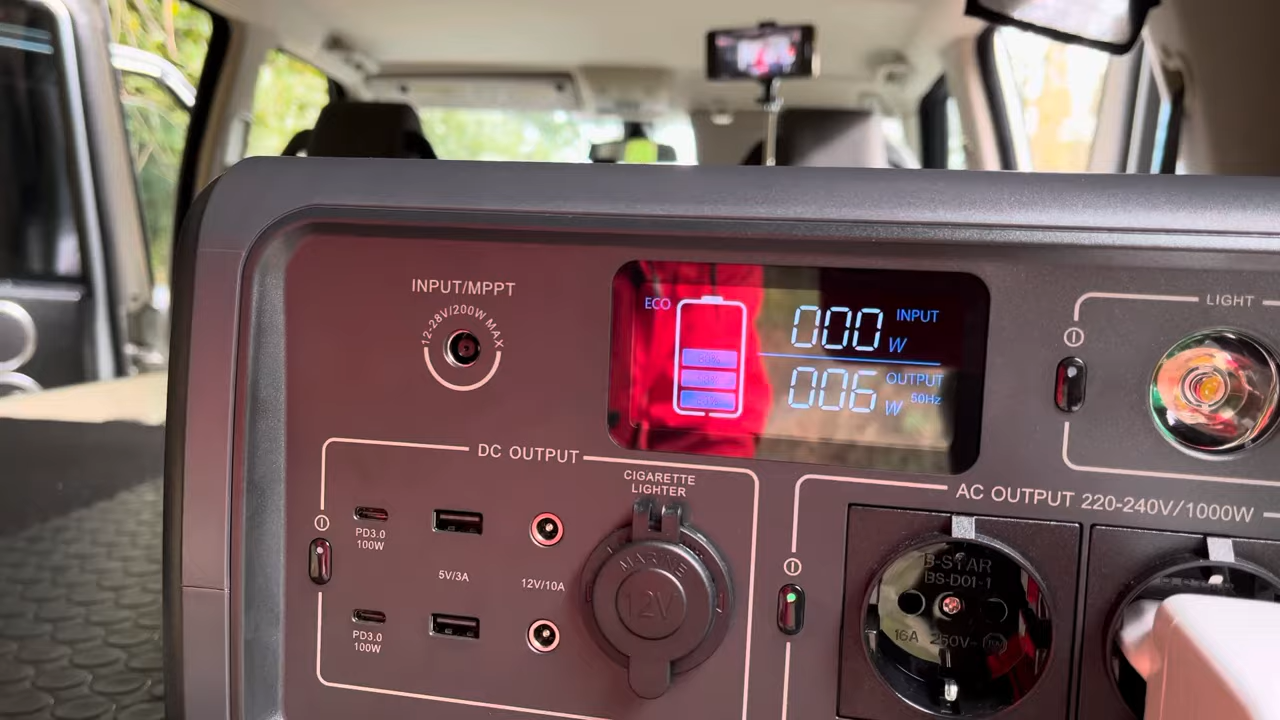 INPUT/MPPT
12-28V/200W MAX
ECO
000 W INPUT
006 W OUTPUT
50Hz
LIGHT
DC OUTPUT
CIGARETTE
LIGHTER
AC OUTPUT 220-240V/1000W
PD3.0
100W
5V/3A
12V/10A
PD3.0
100W
MARINE
12V
B-STAR
BS-D01-1
16A 250V~